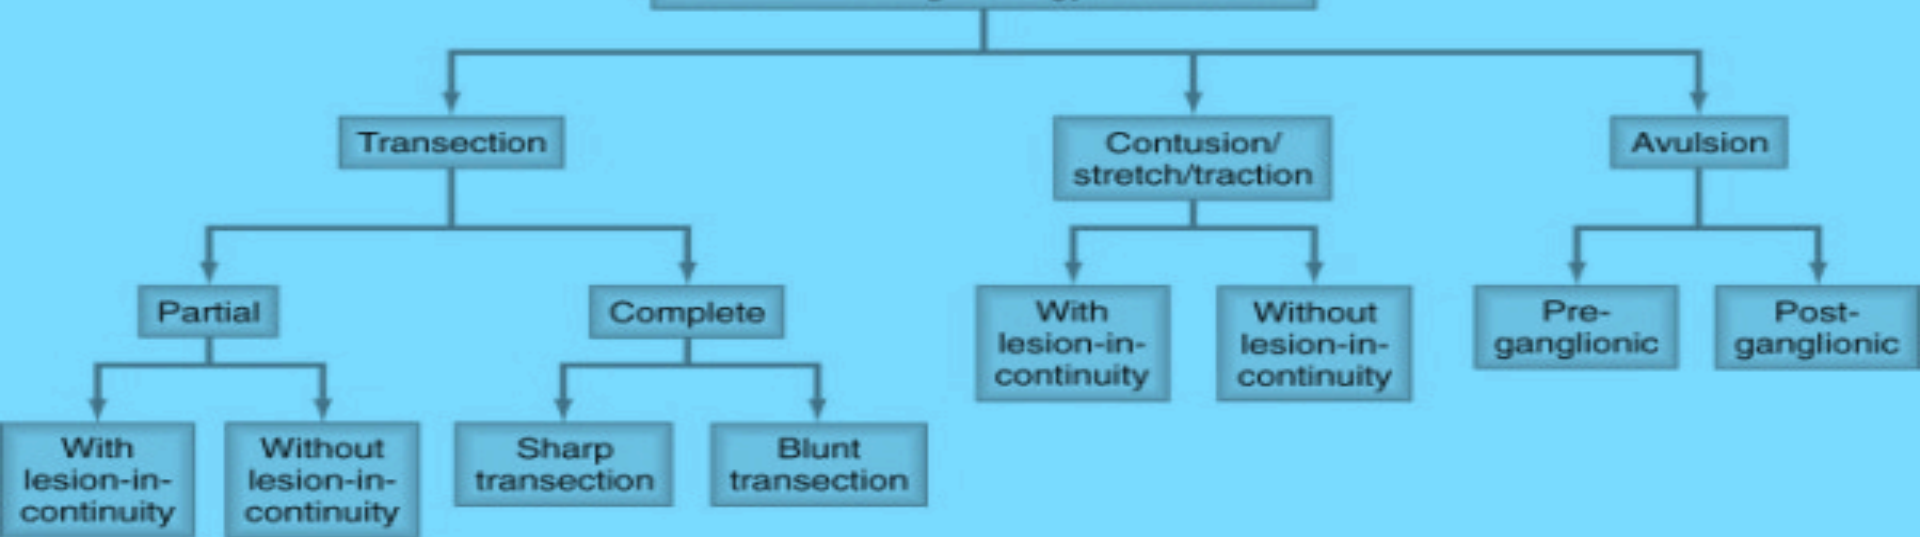 Transection
Contusion/
stretch/traction
Avulsion
Partial
Complete
With
lesion-in-
continuity
Without
lesion-in-
continuity
Pre-
ganglionic
Post-
ganglionic
With
lesion-in-
continuity
Without
lesion-in-
continuity
Sharp
transection
Blunt
transection